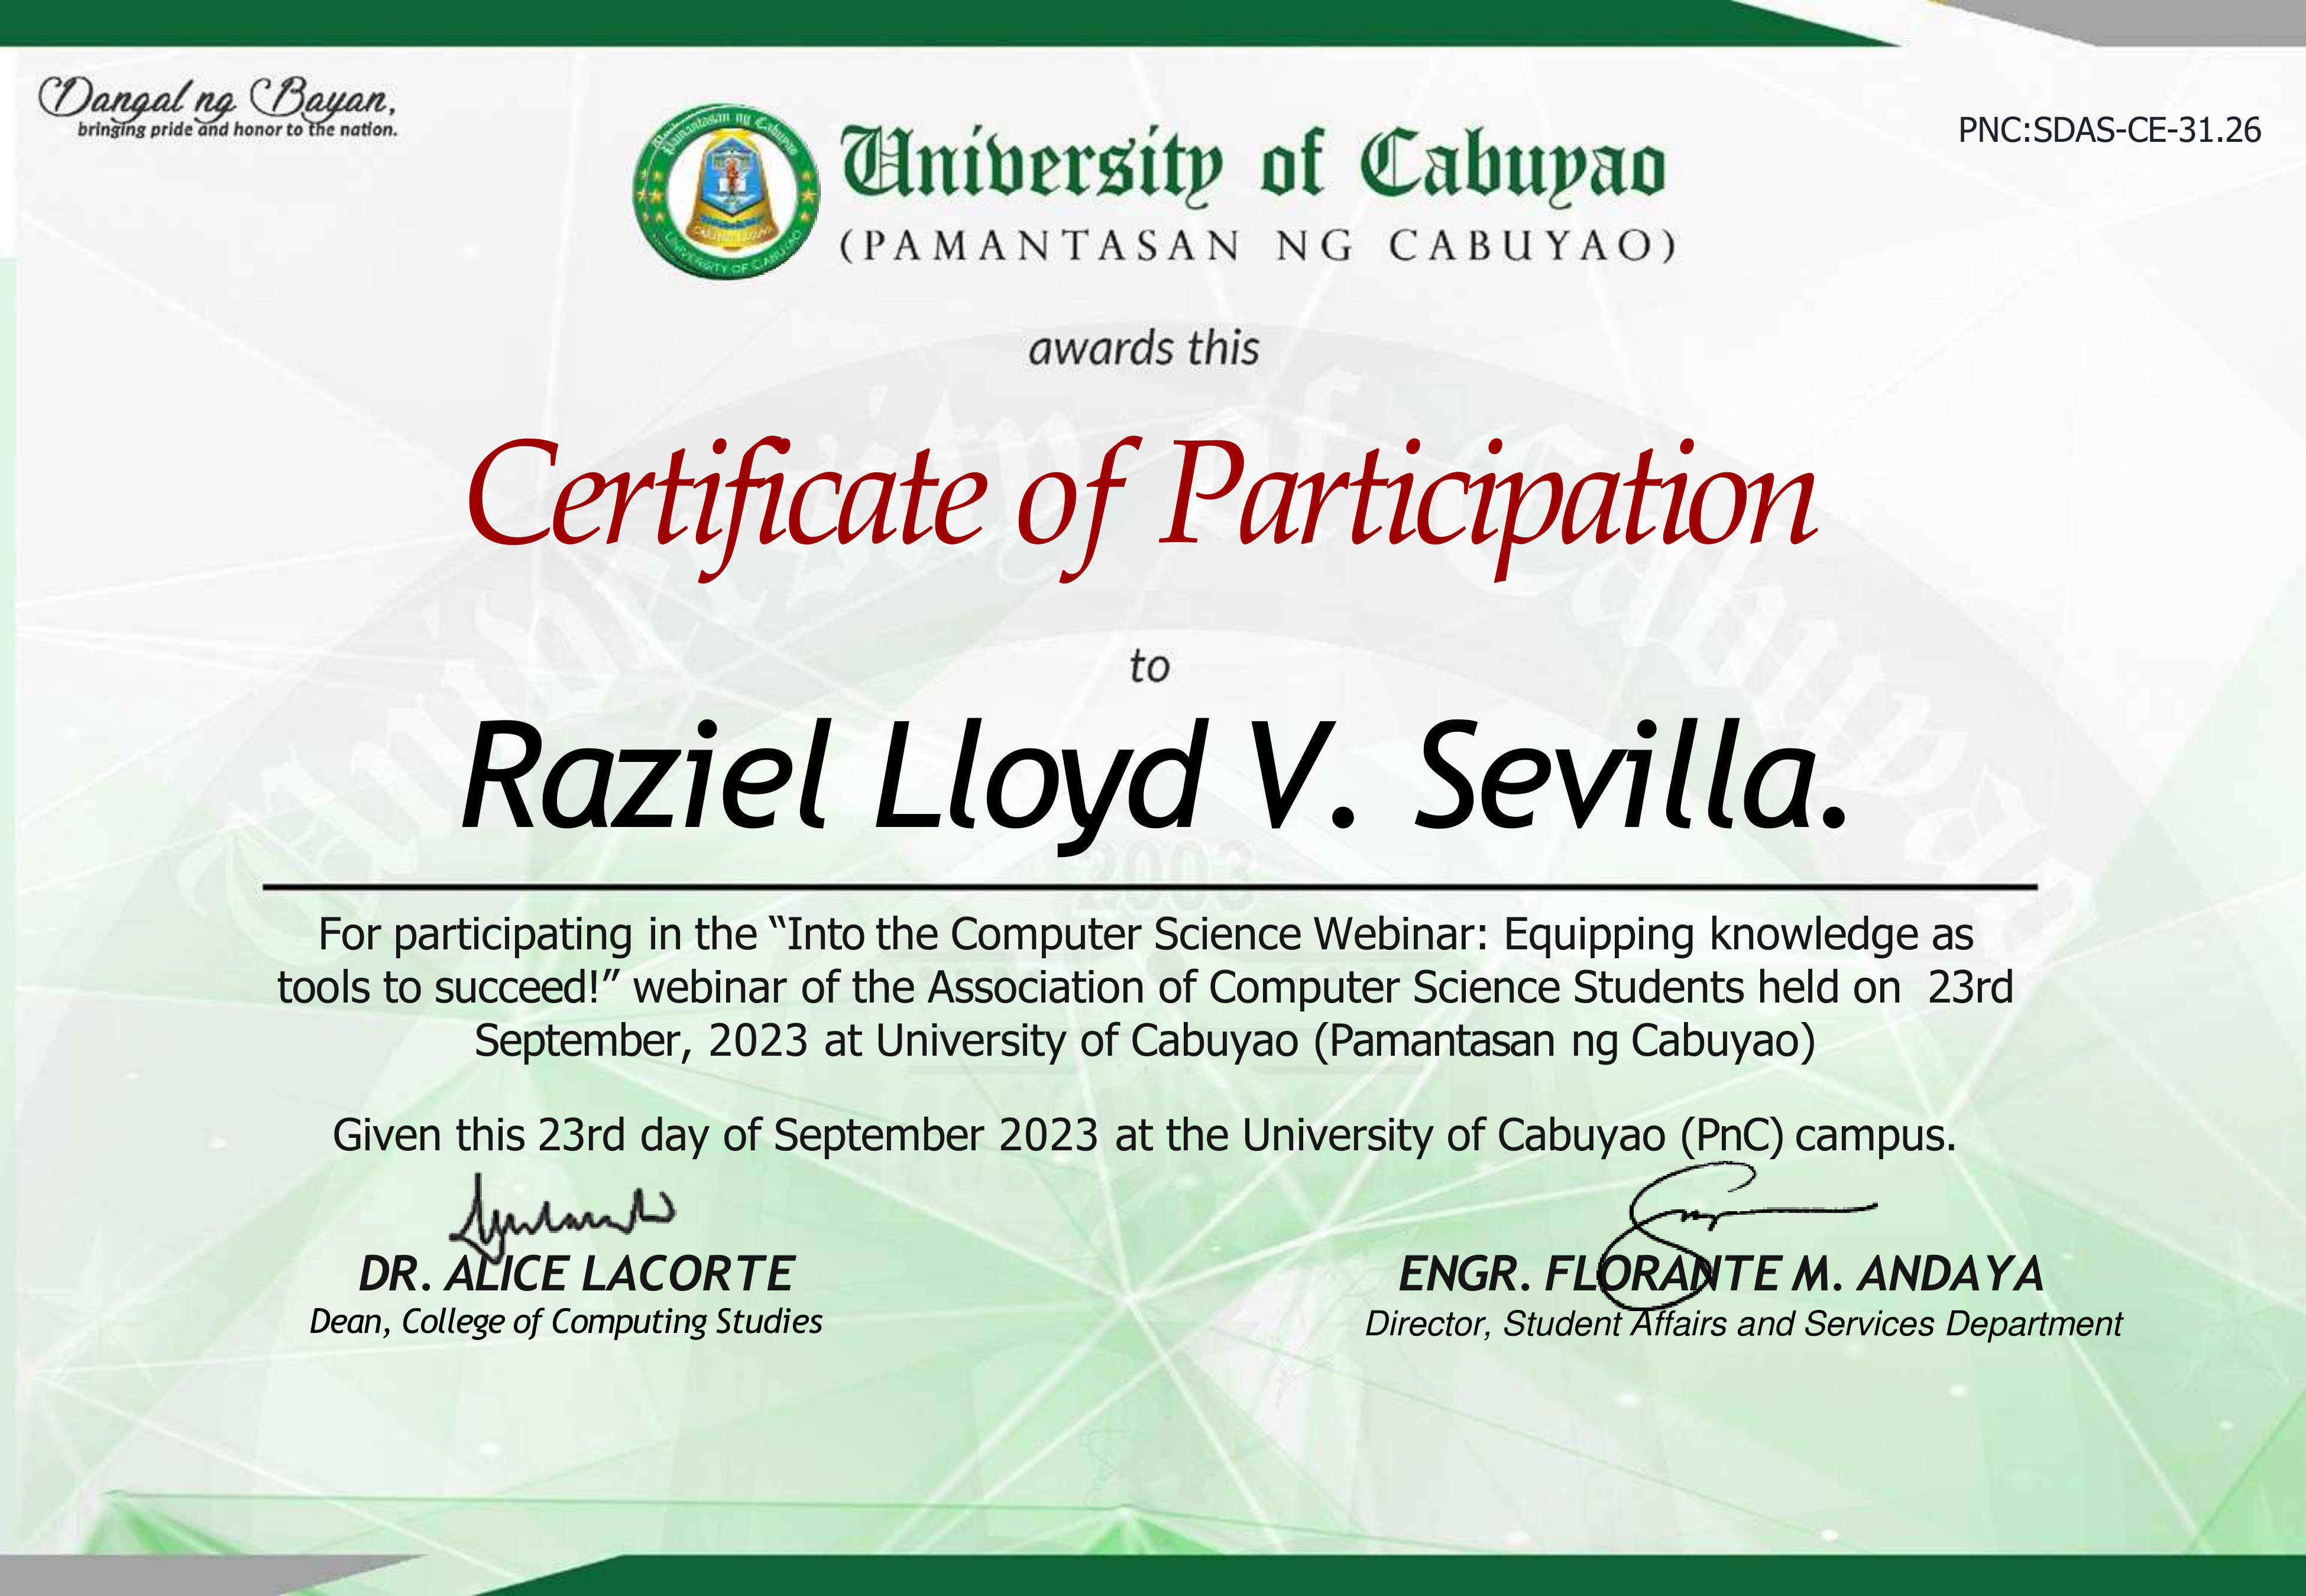 Dangal ng Bayan,
bringing pride and honor to the nation.
PNC:SDAS-CE-31.26
Pamantasan ng Cabuyao
UNIVERSITY OF CABUYAO
University of Cabuyao
(PAMANTASAN NG CABUYAO)
awards this
Certificate of Participation
to
Raziel Lloyd V. Sevilla.
University of Cabuyao
2003
For participating in the “Into the Computer Science Webinar: Equipping knowledge as
tools to succeed!” webinar of the Association of Computer Science Students held on 23rd
September, 2023 at University of Cabuyao (Pamantasan ng Cabuyao)
Given this 23rd day of September 2023 at the University of Cabuyao (PnC) campus.
DR. ALICE LACORTE
Dean, College of Computing Studies
ENGR. FLORANTE M. ANDAYA
Director, Student Affairs and Services Department